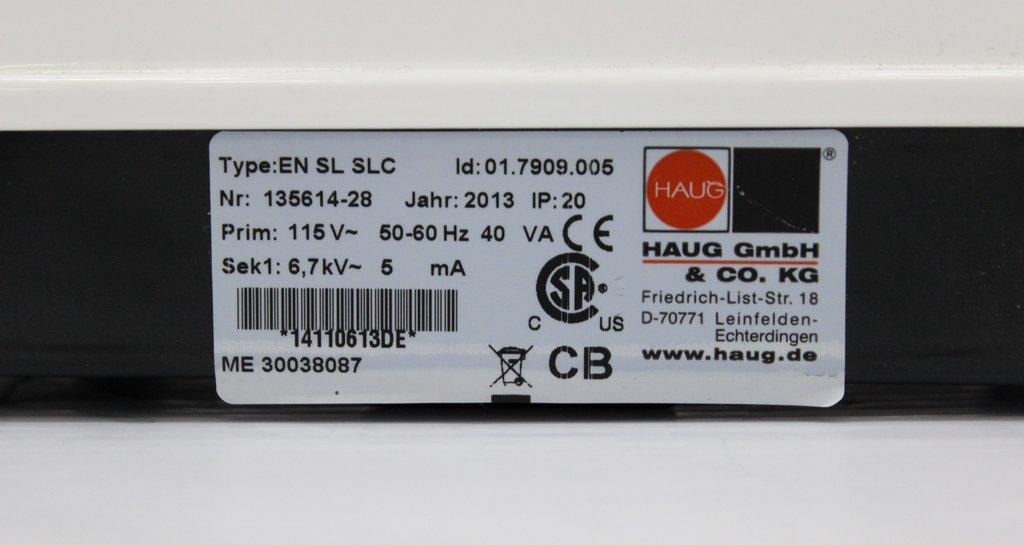 Type:EN SL SLC Id:01.7909.005
Nr: 135614-28 Jahr: 2013 IP:20
Prim: 115 V~ 50-60 Hz 40 VA CE
Sek1: 6,7kV~ 5 mA
*14110613DE*
ME 30038087
C SA® US
CB
HAUG ®
HAUG GmbH
& CO. KG
Friedrich-List-Str. 18
D-70771 Leinfelden-
Echterdingen
www.haug.de